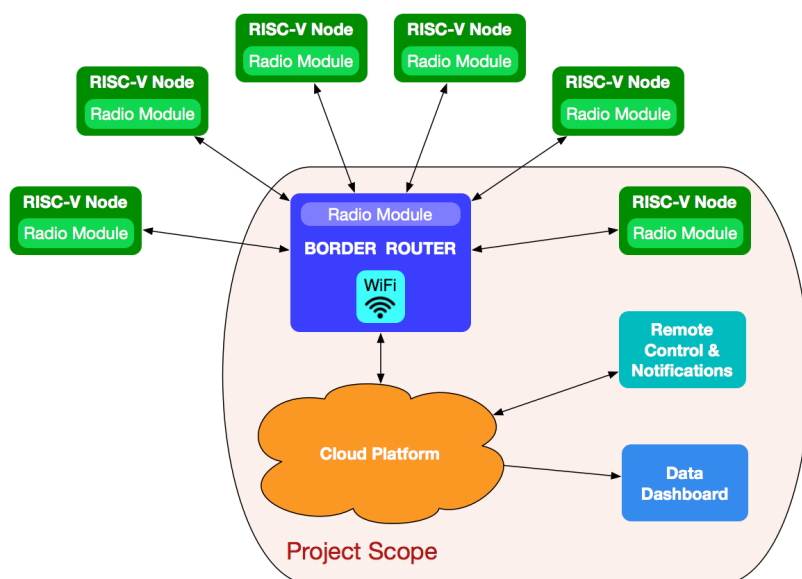 RISC-V Node
Radio Module
RISC-V Node
Radio Module
RISC-V Node
Radio Module
RISC-V Node
Radio Module
RISC-V Node
Radio Module
RISC-V Node
Radio Module
Radio Module
BORDER ROUTER
WiFi
Remote
Control &
Notifications
Cloud Platform
Data
Dashboard
Project Scope